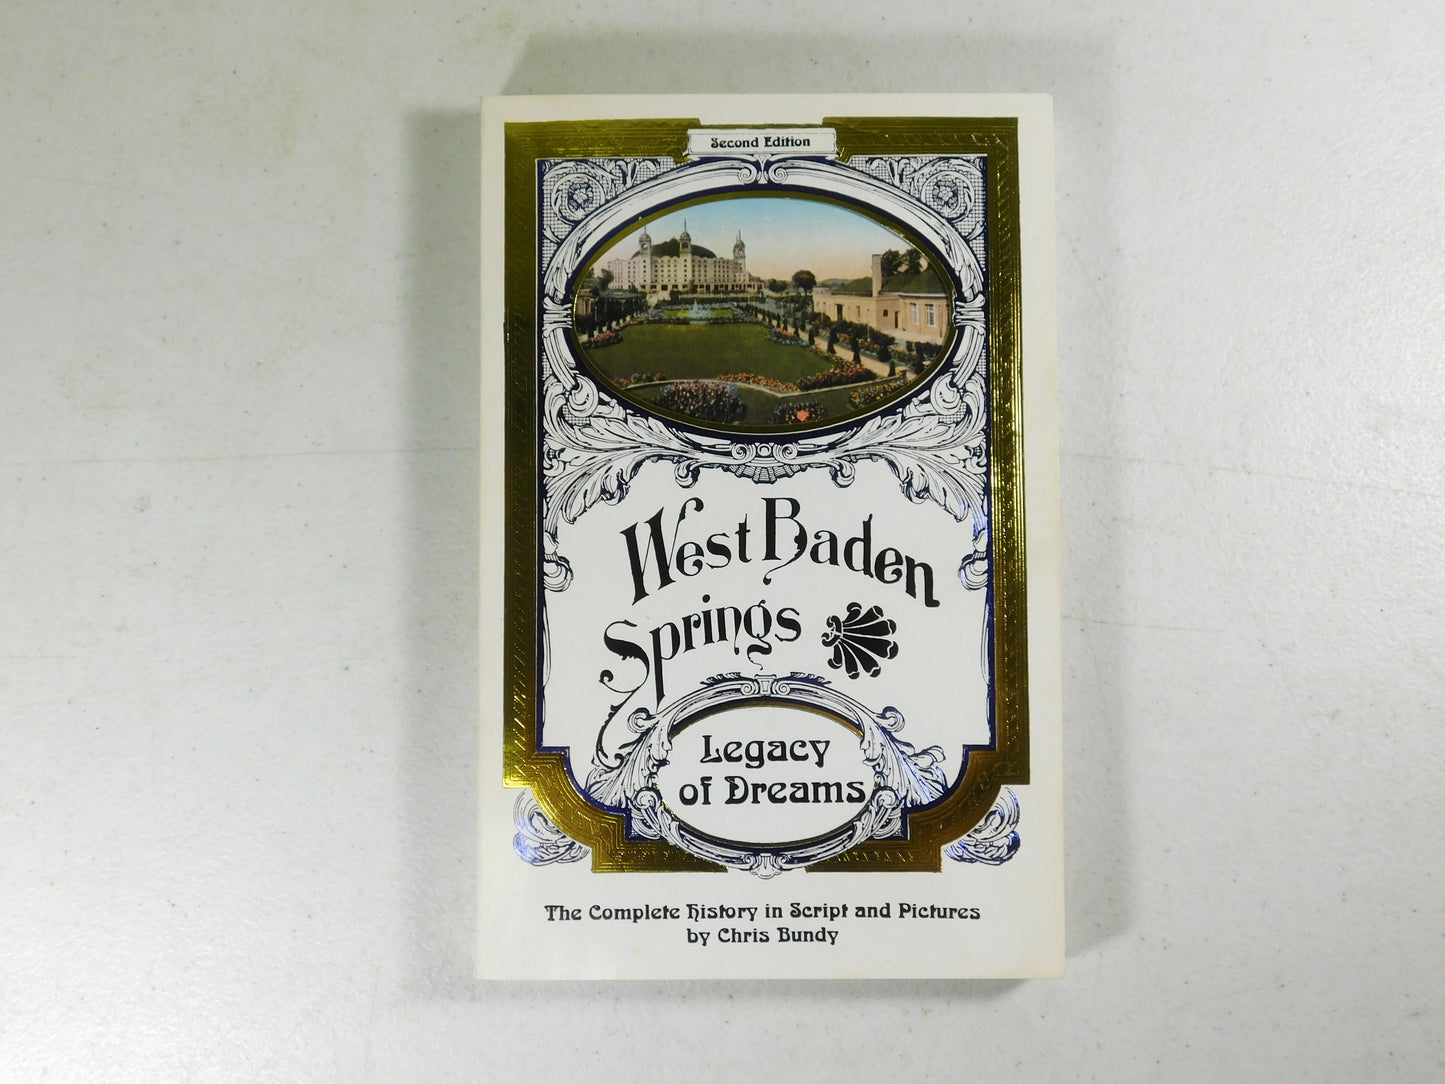 Second Edition
West Baden
Springs
Legacy
of Dreams
The Complete History in Script and Pictures
by Chris Bundy